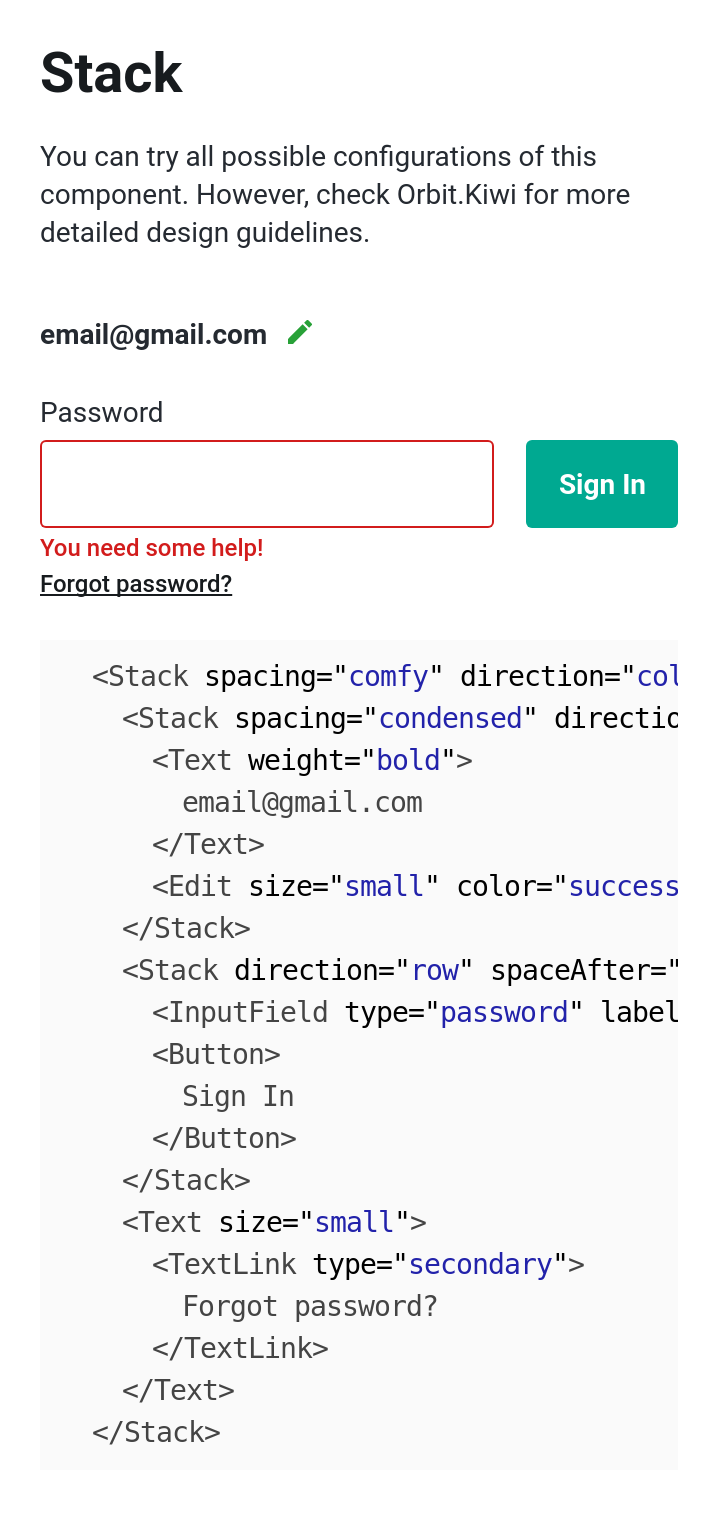 Stack
You can try all possible configurations of this
component. However, check Orbit.Kiwi for more
detailed design guidelines.
email@gmail.com
Password
Sign In
You need some help!
Forgot password?
<Stack spacing="comfy" direction="col
<Stack spacing="condensed" directio
<Text weight="bold">
email@gmail.com
</Text>
<Edit size="small" color="success
</Stack>
<Stack direction="row" spaceAfter="
<InputField type="password" label
<Button>
Sign In
</Button>
</Stack>
<Text size="small">
<TextLink type="secondary">
Forgot password?
</TextLink>
</Text>
</Stack>